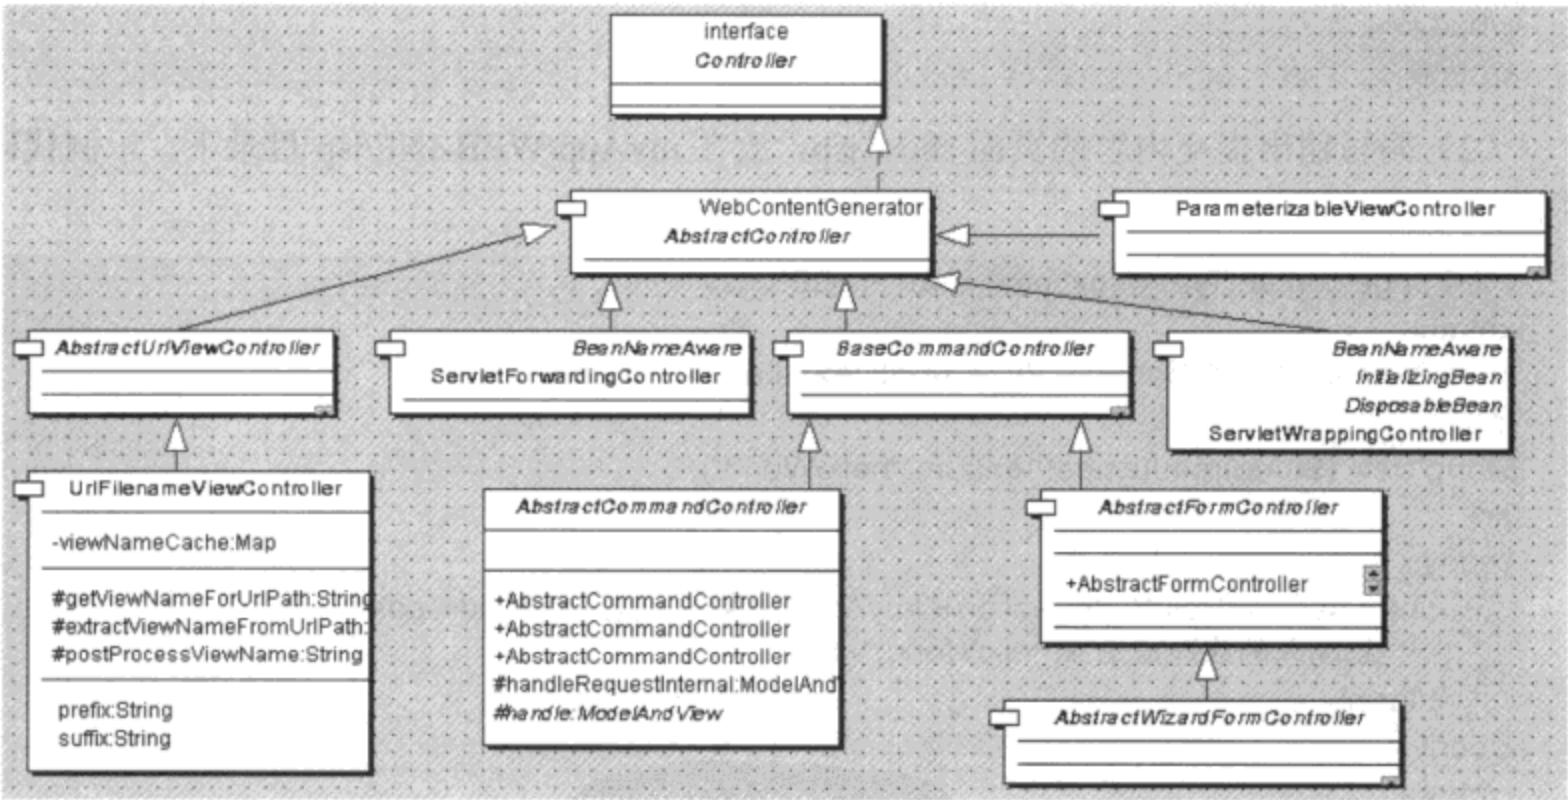 interface
Controller
WebContentGenerator
AbstractController
ParameterizableViewController
AbstractUrlViewController
BeanNameAware
ServletForwardingController
BaseCommandController
BeanNameAware
InitializingBean
DisposableBean
ServletWrappingController
UrlFilenameViewController
-viewNameCache:Map
#getViewNameForUrlPath:String
#extractViewNameFromUrlPath:
#postProcessViewName:String
prefix:String
suffix:String
AbstractCommandController
+AbstractCommandController
+AbstractCommandController
+AbstractCommandController
#handleRequestInternal:ModelAnd
#handle:ModelAndView
AbstractFormController
+AbstractFormController
AbstractWizardFormController